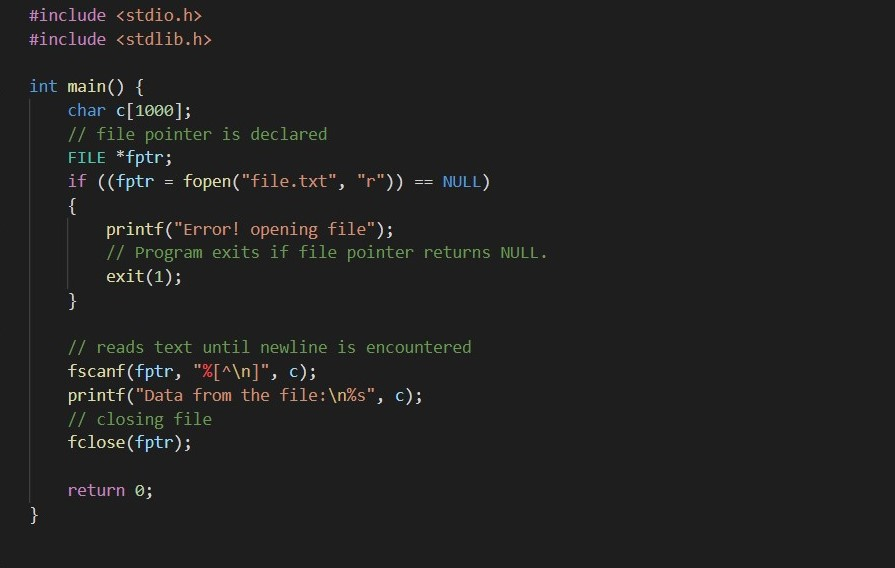 #include <stdio.h>
#include <stdlib.h>
int main() {
char c[1000];
// file pointer is declared
FILE *fptr;
if ((fptr = fopen("file.txt", "r")) == NULL)
{
printf("Error! opening file");
// Program exits if file pointer returns NULL.
exit(1);
}
// reads text until newline is encountered
fscanf(fptr, "%[^\n]", c);
printf("Data from the file:\n%s", c);
// closing file
fclose(fptr);
return 0;
}